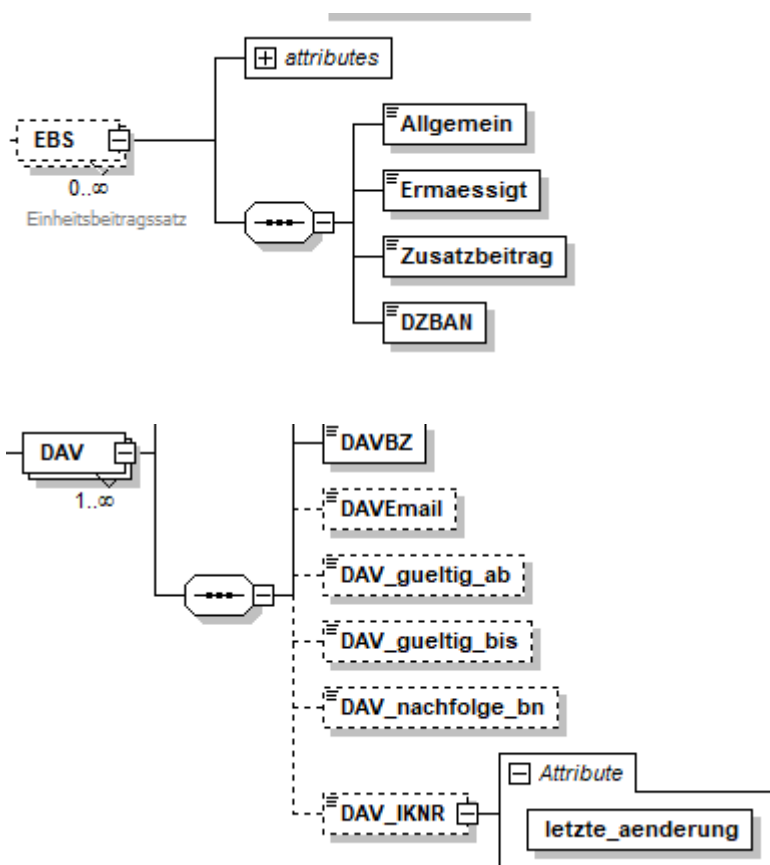 attributes
EBS
0..∞
Einheitsbeitragssatz
Allgemein
Ermaessigt
Zusatzbeitrag
DZBAN
DAV
1..∞
DAVBZ
DAVEmail
DAV_gueltig_ab
DAV_gueltig_bis
DAV_nachfolge_bn
DAV_IKNR
Attribute
letzte_aenderung